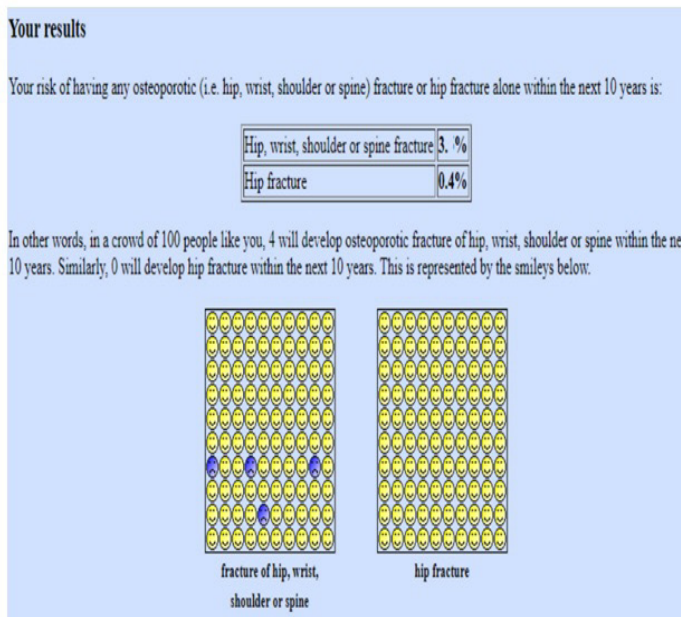 Your results
Your risk of having any osteoporotic (i.e. hip, wrist, shoulder or spine) fracture or hip fracture alone within the next 10 years is:
Hip, wrist, shoulder or spine fracture 3. %
Hip fracture 0.4%
In other words, in a crowd of 100 people like you, 4 will develop osteoporotic fracture of hip, wrist, shoulder or spine within the
10 years. Similarly, 0 will develop hip fracture within the next 10 years. This is represented by the smileys below.
fracture of hip, wrist,
shoulder or spine
hip fracture